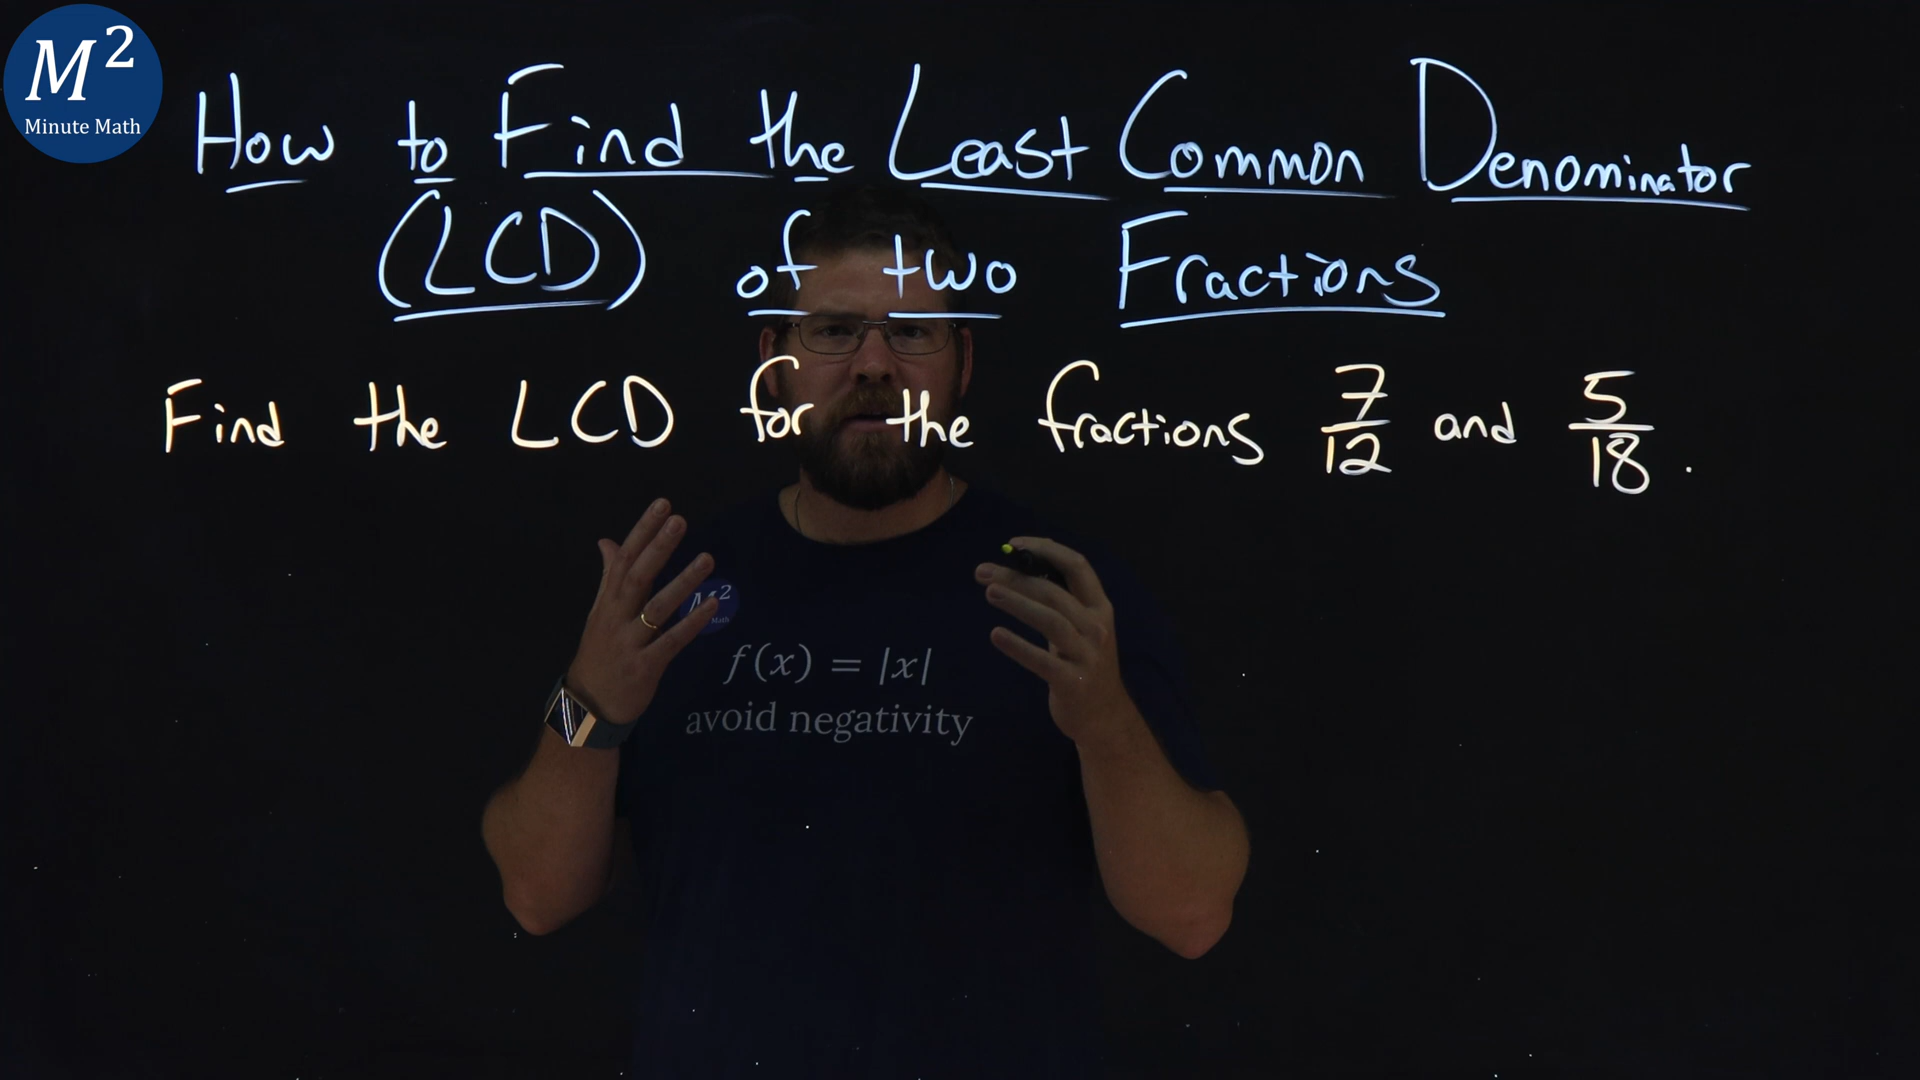 M²
Minute Math
How to Find the Least Common Denominator
(LCD) of two Fractions
Find the LCD for the fractions 7/12 and 5/18.
M²
Math
f(x) = |x|
avoid negativity